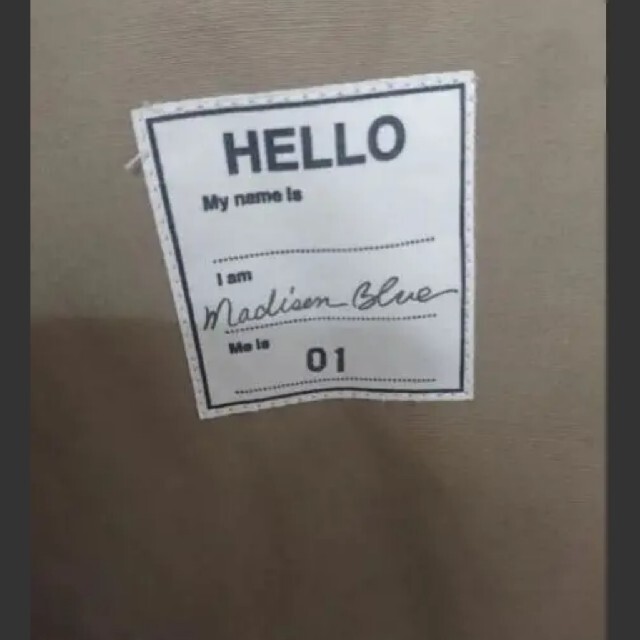 HELLO
My name is
I am
Madisen Blue
Me is
01